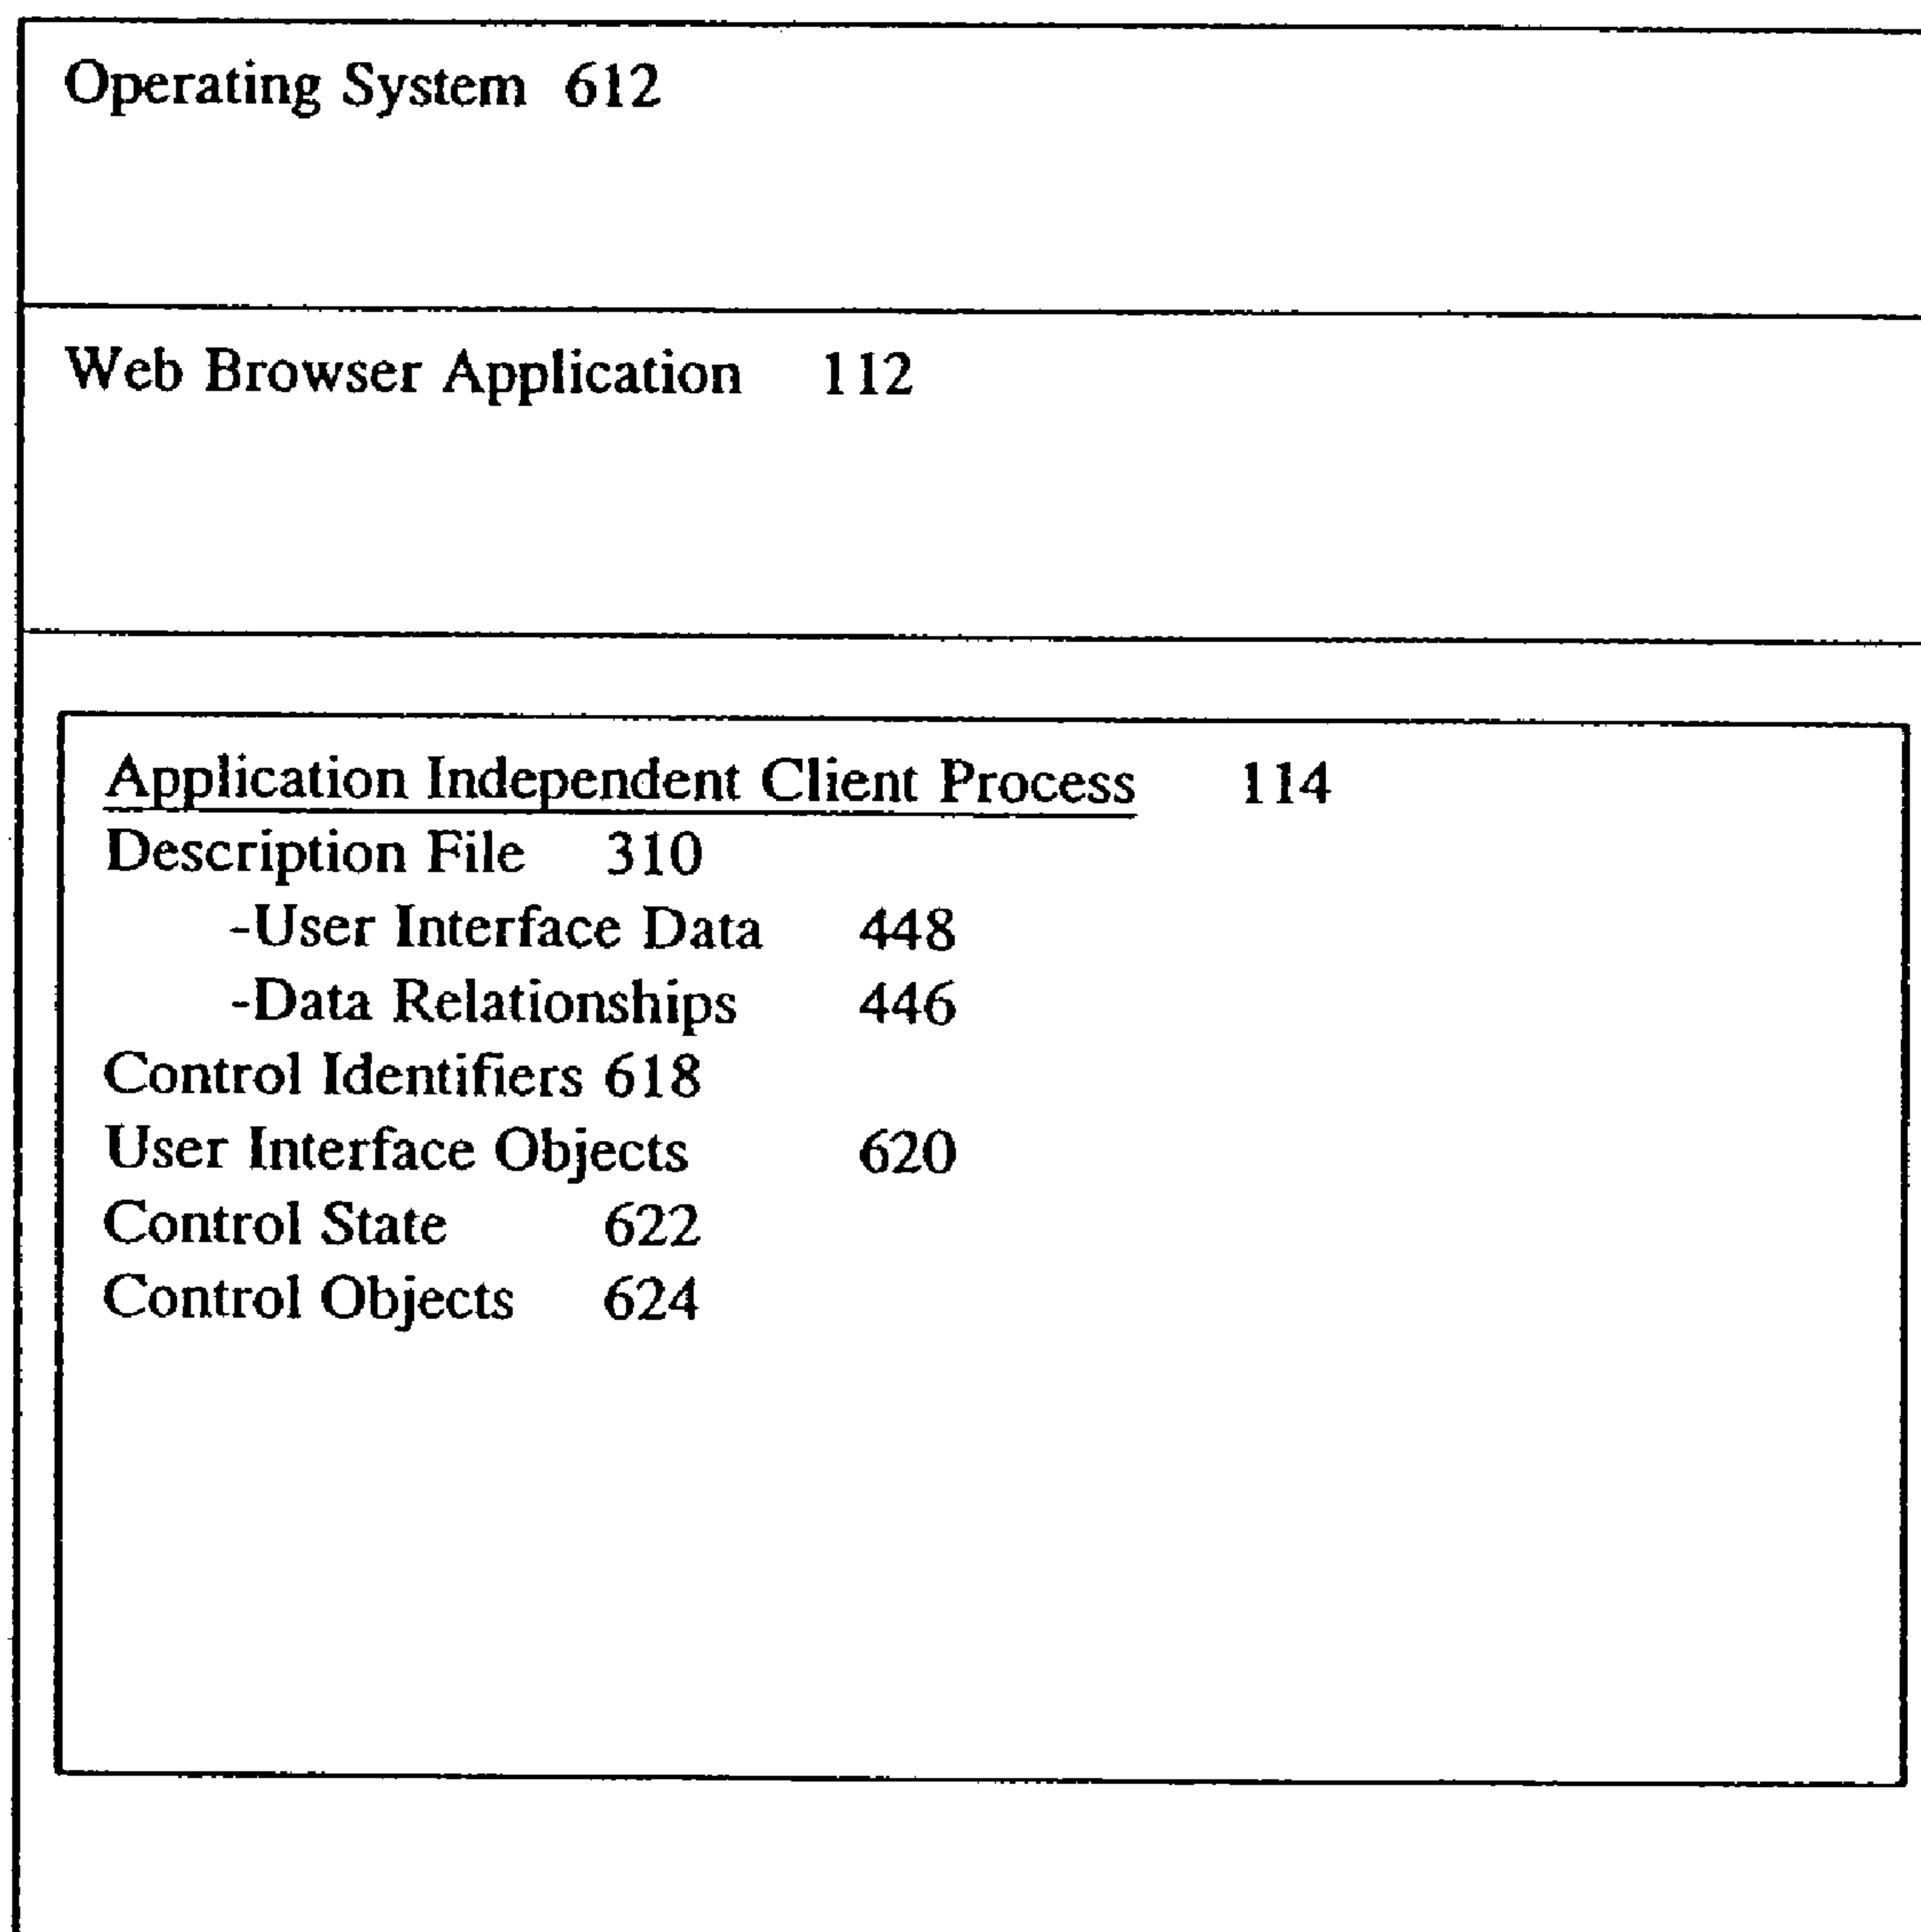 Operating System 612
Web Browser Application 112
Application Independent Client Process 114
Description File 310
-User Interface Data 448
-Data Relationships 446
Control Identifiers 618
User Interface Objects 620
Control State 622
Control Objects 624